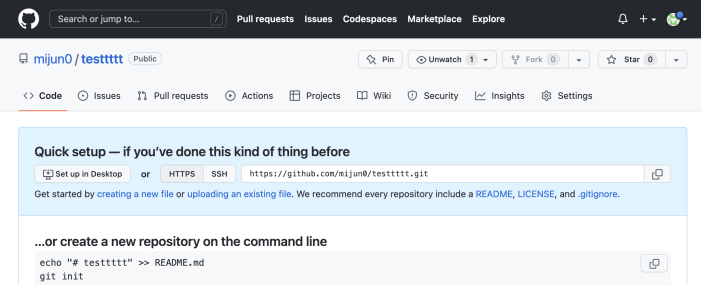 Search or jump to... / Pull requests Issues Codespaces Marketplace Explore
mijun0 / testtttt Public Pin Unwatch 1 Fork 0 Star 0
Code Issues Pull requests Actions Projects Wiki Security Insights Settings
Quick setup — if you've done this kind of thing before
Set up in Desktop or HTTPS SSH https://github.com/mijun0/testtttt.git
Get started by creating a new file or uploading an existing file. We recommend every repository include a README, LICENSE, and .gitignore.
...or create a new repository on the command line
echo "# testtttt" >> README.md
git init